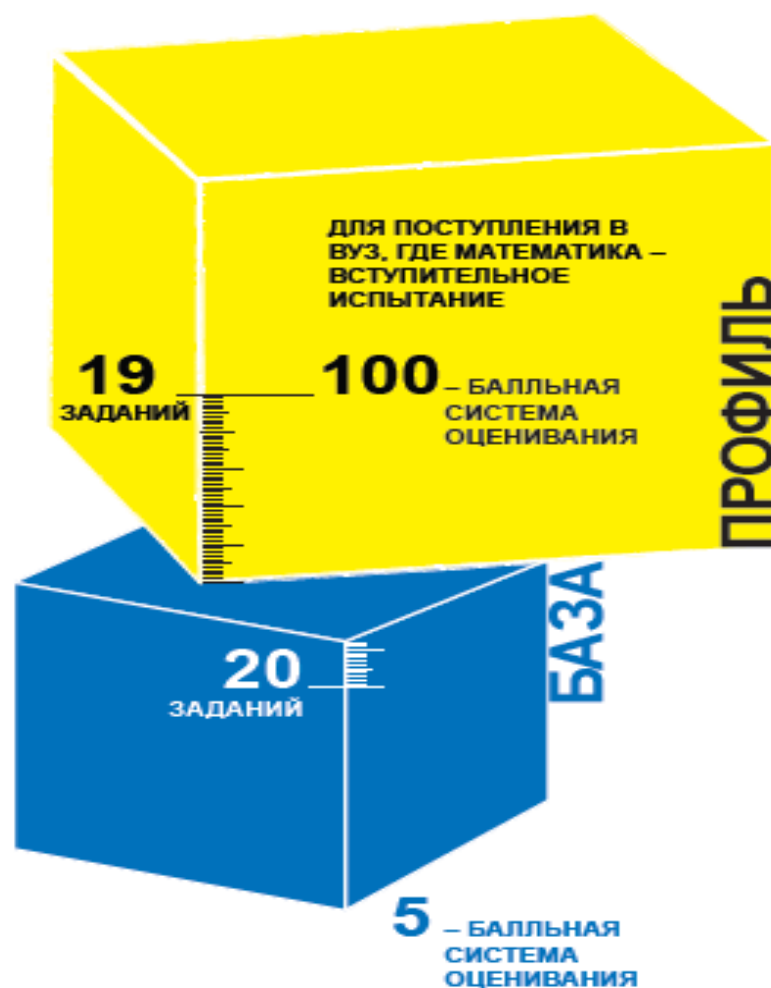 ДЛЯ ПОСТУПЛЕНИЯ В
ВУЗ, ГДЕ МАТЕМАТИКА –
ВСТУПИТЕЛЬНОЕ
ИСПЫТАНИЕ
19
ЗАДАНИЙ
100 – БАЛЛЬНАЯ
СИСТЕМА
ОЦЕНИВАНИЯ
ПРОФИЛЬ
БАЗА
20
ЗАДАНИЙ
5 – БАЛЛЬНАЯ
СИСТЕМА
ОЦЕНИВАНИЯ